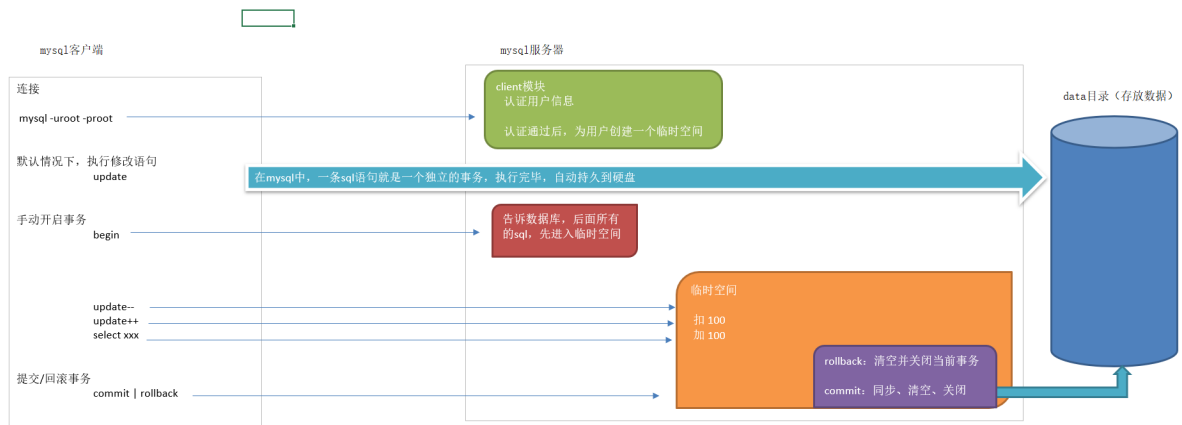 mysql客户端
mysql服务器
data目录（存放数据）
连接
mysql -uroot -proot
client模块
认证用户信息
认证通过后，为用户创建一个临时空间
默认情况下，执行修改语句
update
在mysql中，一条sql语句就是一个独立的事务，执行完毕，自动持久到硬盘
手动开启事务
begin
告诉数据库，后面所有
的sql，先进入临时空间
update--
update++
select xxx
临时空间
扣 100
加 100
提交/回滚事务
commit | rollback
rollback：清空并关闭当前事务
commit：同步、清空、关闭